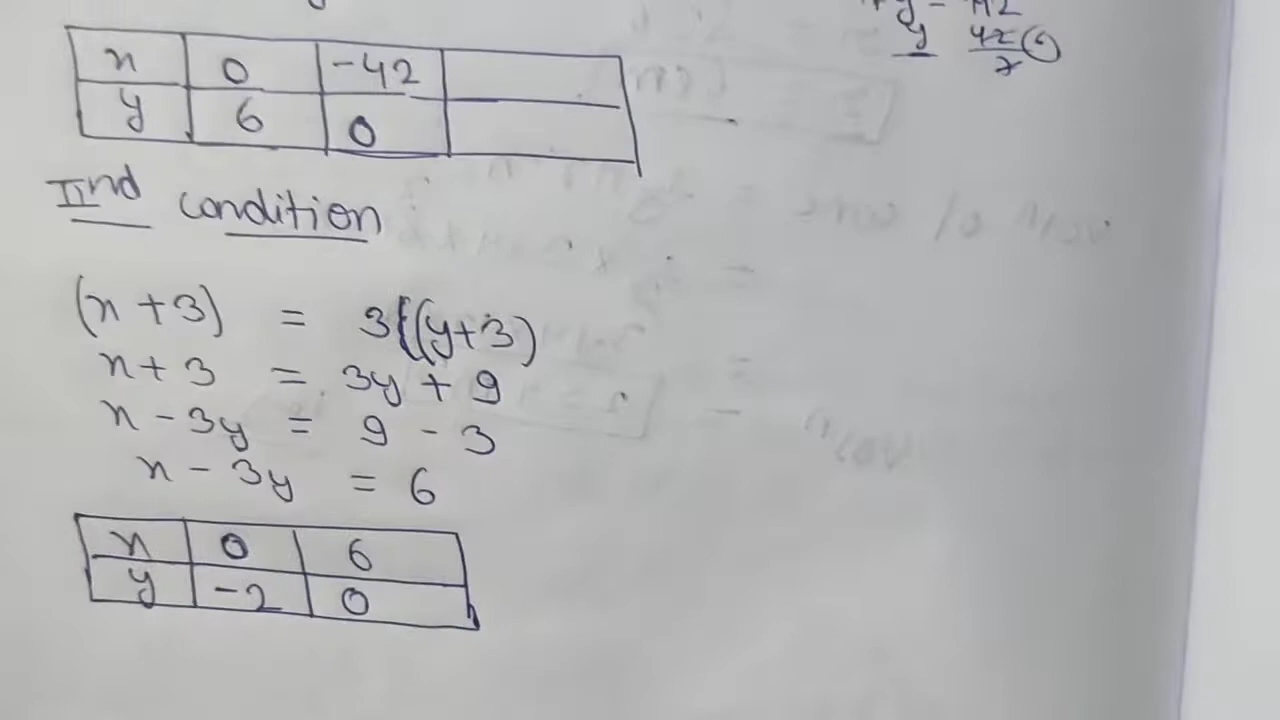 x 0 -42
y 6 0
IInd condition
(x + 3) = 3{(y+3)
x + 3 = 3y + 9
x - 3y = 9 - 3
x - 3y = 6
x 0 6
y -2 0